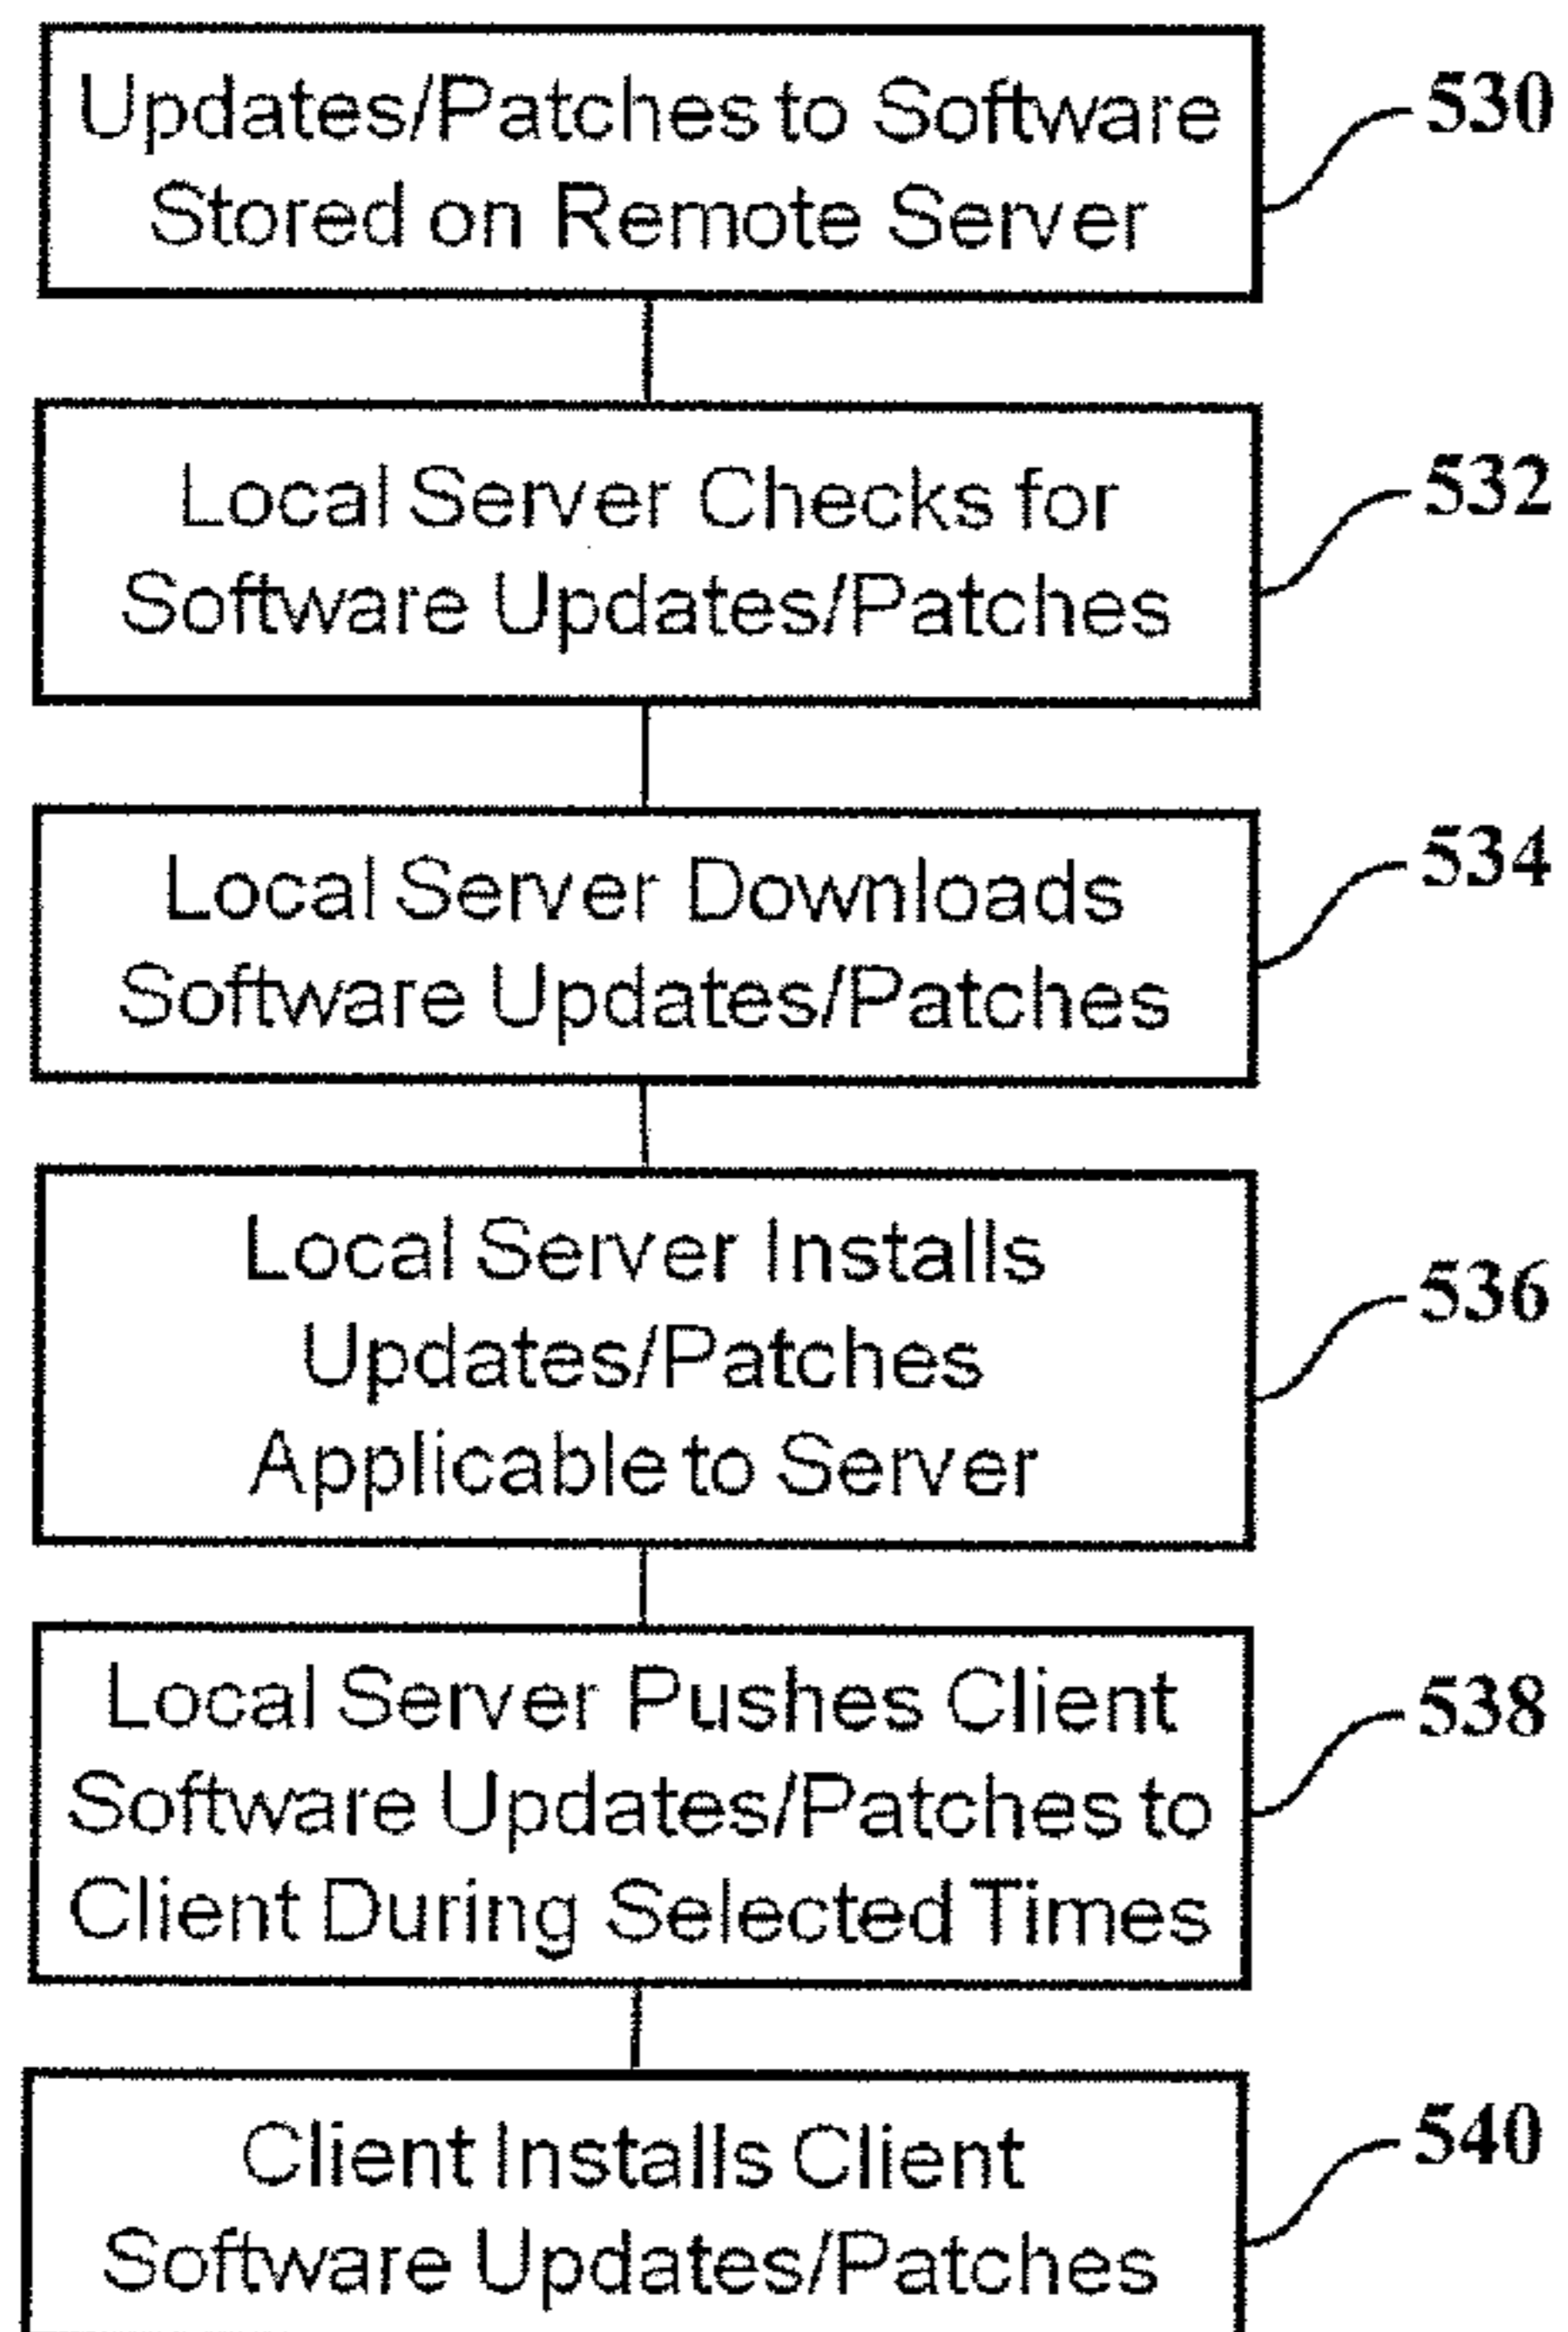 Updates/Patches to Software
Stored on Remote Server
530
Local Server Checks for
Software Updates/Patches
532
Local Server Downloads
Software Updates/Patches
534
Local Server Installs
Updates/Patches
Applicable to Server
536
Local Server Pushes Client
Software Updates/Patches to
Client During Selected Times
538
Client Installs Client
Software Updates/Patches
540